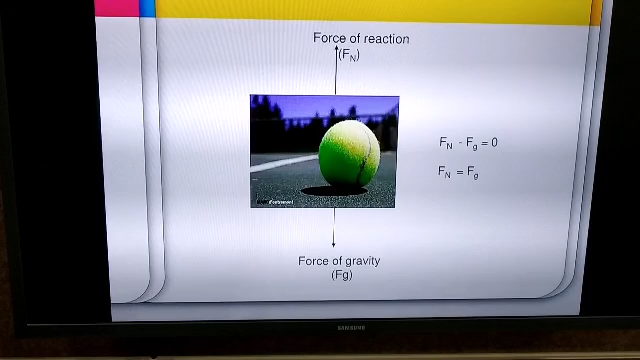 Force of reaction
(FN)
FN - Fg = 0
FN = Fg
Force of gravity
(Fg)
SAMSUNG